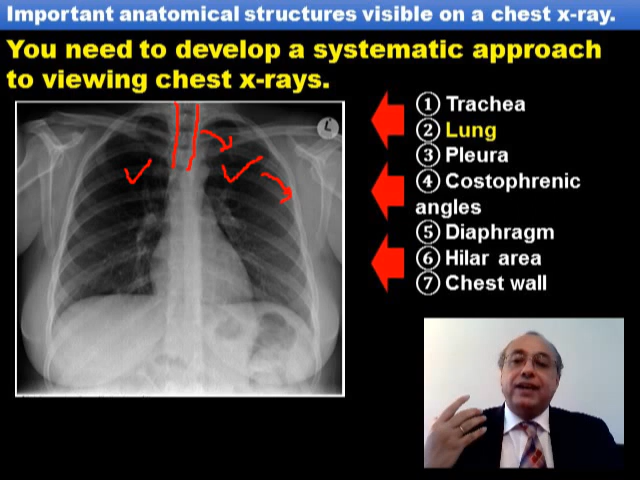 Important anatomical structures visible on a chest x-ray.
You need to develop a systematic approach
to viewing chest x-rays.
L
① Trachea
② Lung
③ Pleura
④ Costophrenic
angles
⑤ Diaphragm
⑥ Hilar area
⑦ Chest wall